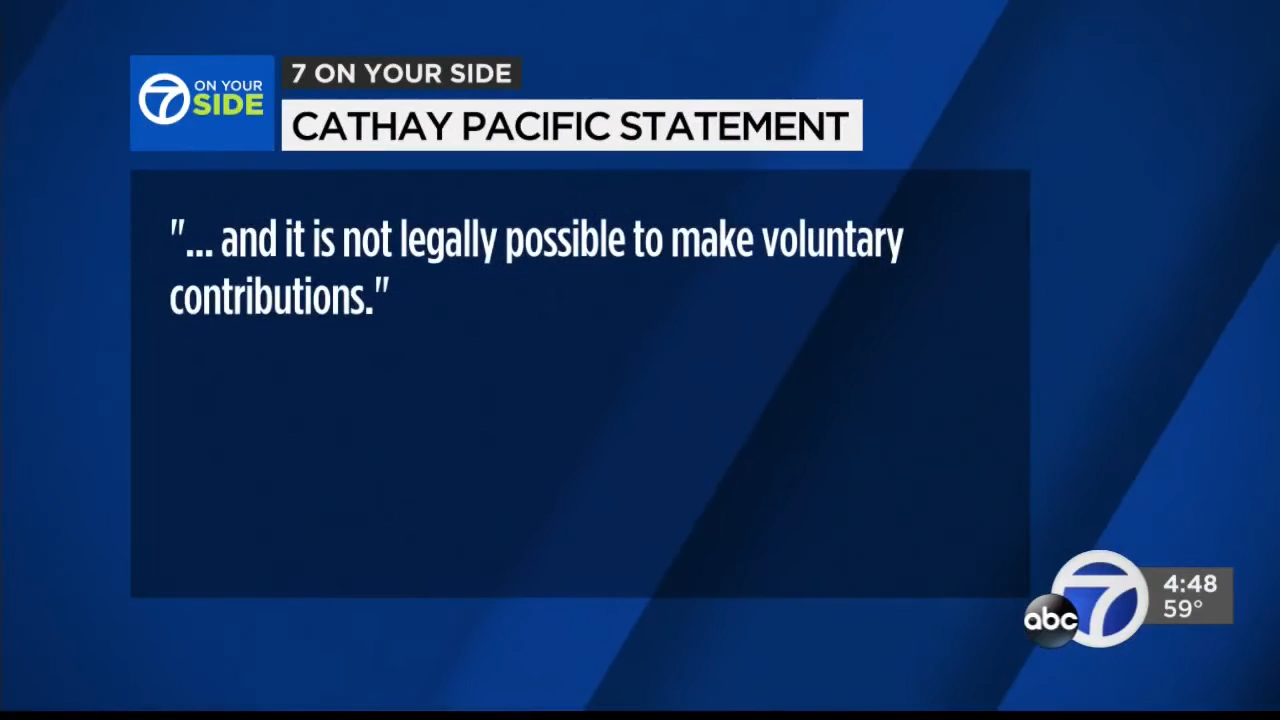 7 ON YOUR SIDE
7 ON YOUR SIDE
CATHAY PACIFIC STATEMENT
"... and it is not legally possible to make voluntary
contributions."
abc 7
4:48
59°